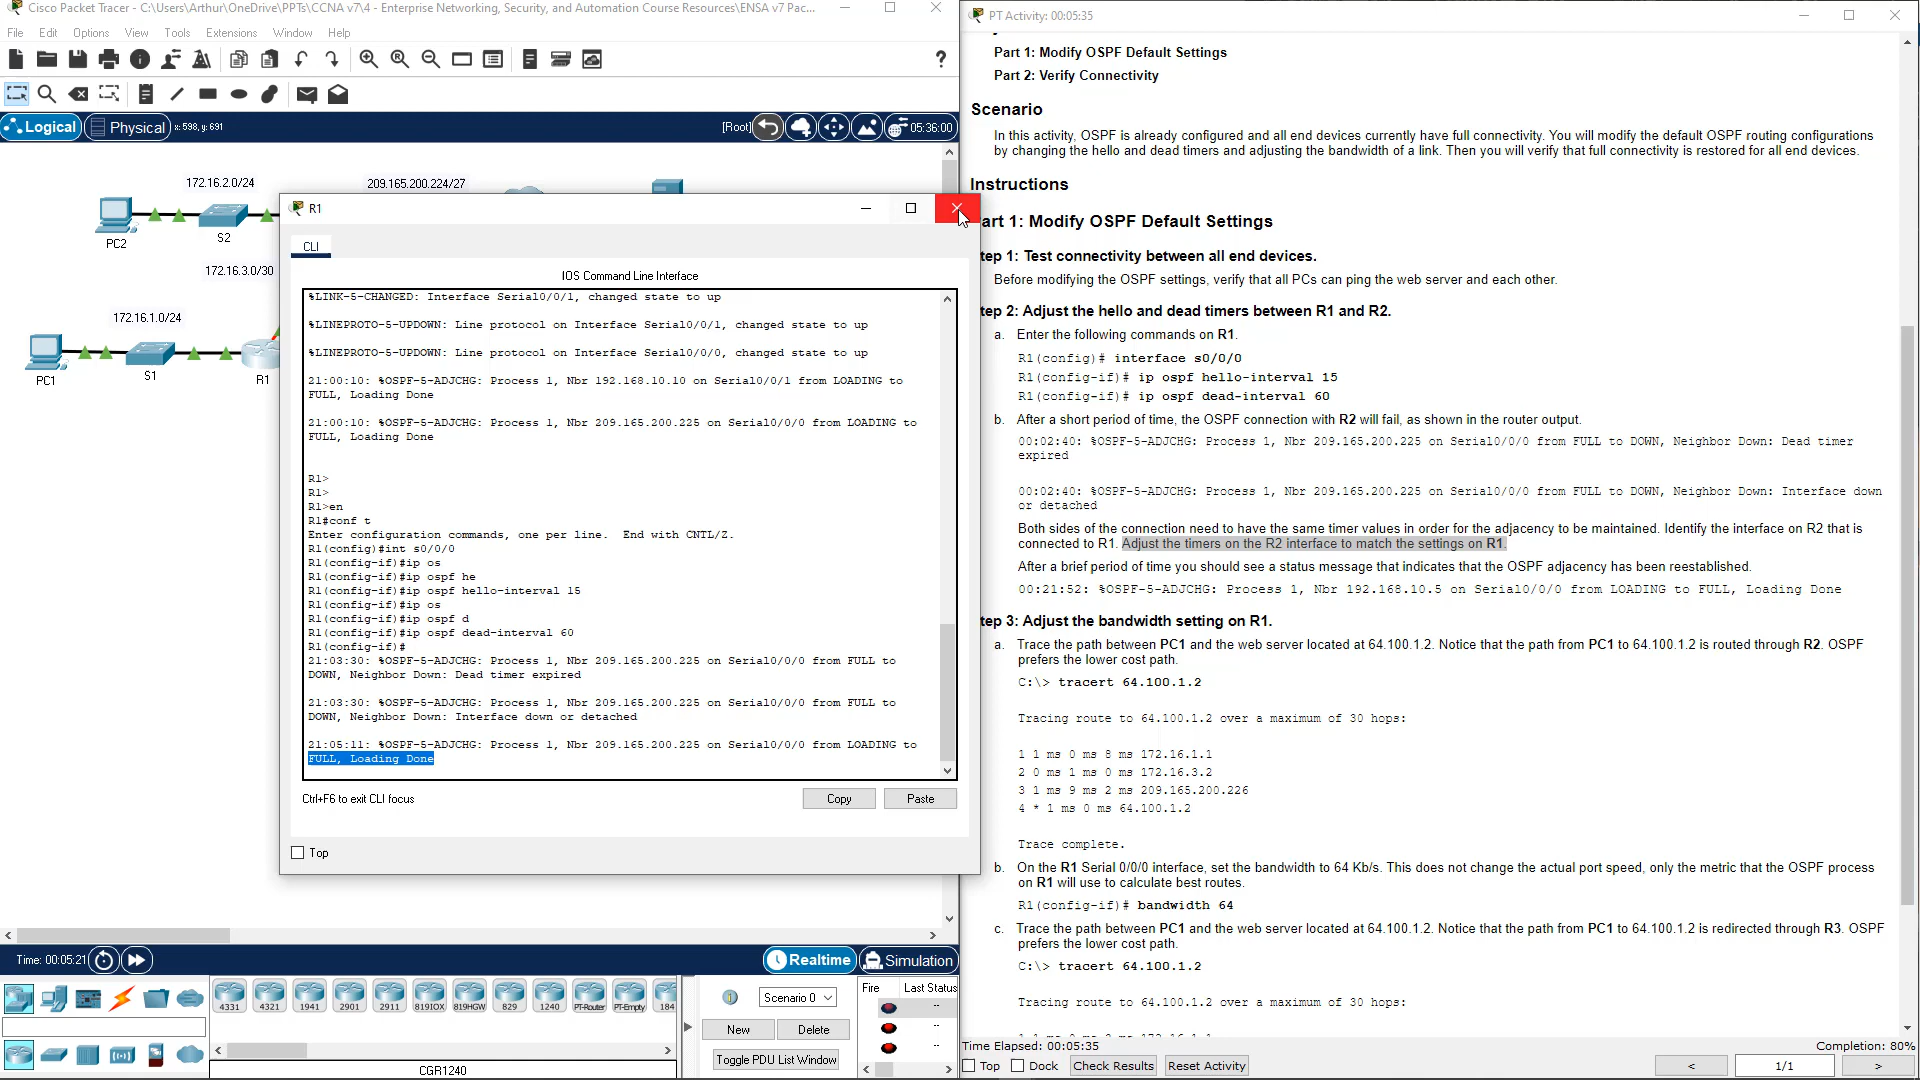 Cisco Packet Tracer - C:\Users\Arthur\OneDrive\PPTs\CCNA v7\4 - Enterprise Networking, Security, and Automation Course Resources\ENSA v7 Pac...
File Edit Options View Tools Extensions Window Help
Logical Physical x: 598, y: 691 [Root] 05:36:00
172.16.2.0/24
209.165.200.224/27
PC2
S2
172.16.3.0/30
172.16.1.0/24
PC1
S1
R1
R1
CLI
IOS Command Line Interface
%LINK-5-CHANGED: Interface Serial0/0/1, changed state to up
%LINEPROTO-5-UPDOWN: Line protocol on Interface Serial0/0/1, changed state to up
%LINEPROTO-5-UPDOWN: Line protocol on Interface Serial0/0/0, changed state to up
21:00:10: %OSPF-5-ADJCHG: Process 1, Nbr 192.168.10.10 on Serial0/0/1 from LOADING to
FULL, Loading Done
21:00:10: %OSPF-5-ADJCHG: Process 1, Nbr 209.165.200.225 on Serial0/0/0 from LOADING to
FULL, Loading Done
R1>
R1>
R1>en
R1#conf t
Enter configuration commands, one per line.  End with CNTL/Z.
R1(config)#int s0/0/0
R1(config-if)#ip os
R1(config-if)#ip ospf he
R1(config-if)#ip ospf hello-interval 15
R1(config-if)#ip os
R1(config-if)#ip ospf d
R1(config-if)#ip ospf dead-interval 60
R1(config-if)#
21:03:30: %OSPF-5-ADJCHG: Process 1, Nbr 209.165.200.225 on Serial0/0/0 from FULL to
DOWN, Neighbor Down: Dead timer expired
21:03:30: %OSPF-5-ADJCHG: Process 1, Nbr 209.165.200.225 on Serial0/0/0 from FULL to
DOWN, Neighbor Down: Interface down or detached
21:05:11: %OSPF-5-ADJCHG: Process 1, Nbr 209.165.200.225 on Serial0/0/0 from LOADING to
FULL, Loading Done
Ctrl+F6 to exit CLI focus
Copy
Paste
Top
Time: 00:05:21
Realtime
Simulation
4331 4321 1941 2901 2911 819IOX 819HGW 829 1240 PT-Router PT-Empty 184
CGR1240
Scenario 0
New Delete
Toggle PDU List Window
Fire Last Status
--
--
--
PT Activity: 00:05:35
Part 1: Modify OSPF Default Settings
Part 2: Verify Connectivity
Scenario
In this activity, OSPF is already configured and all end devices currently have full connectivity. You will modify the default OSPF routing configurations
by changing the hello and dead timers and adjusting the bandwidth of a link. Then you will verify that full connectivity is restored for all end devices.
Instructions
art 1: Modify OSPF Default Settings
tep 1: Test connectivity between all end devices.
Before modifying the OSPF settings, verify that all PCs can ping the web server and each other.
tep 2: Adjust the hello and dead timers between R1 and R2.
a. Enter the following commands on R1.
R1(config)# interface s0/0/0
R1(config-if)# ip ospf hello-interval 15
R1(config-if)# ip ospf dead-interval 60
b. After a short period of time, the OSPF connection with R2 will fail, as shown in the router output.
00:02:40: %OSPF-5-ADJCHG: Process 1, Nbr 209.165.200.225 on Serial0/0/0 from FULL to DOWN, Neighbor Down: Dead timer
expired
00:02:40: %OSPF-5-ADJCHG: Process 1, Nbr 209.165.200.225 on Serial0/0/0 from FULL to DOWN, Neighbor Down: Interface down
or detached
Both sides of the connection need to have the same timer values in order for the adjacency to be maintained. Identify the interface on R2 that is
connected to R1. Adjust the timers on the R2 interface to match the settings on R1.
After a brief period of time you should see a status message that indicates that the OSPF adjacency has been reestablished.
00:21:52: %OSPF-5-ADJCHG: Process 1, Nbr 192.168.10.5 on Serial0/0/0 from LOADING to FULL, Loading Done
tep 3: Adjust the bandwidth setting on R1.
a. Trace the path between PC1 and the web server located at 64.100.1.2. Notice that the path from PC1 to 64.100.1.2 is routed through R2. OSPF
prefers the lower cost path.
C:\> tracert 64.100.1.2
Tracing route to 64.100.1.2 over a maximum of 30 hops:
1 1 ms 0 ms 8 ms 172.16.1.1
2 0 ms 1 ms 0 ms 172.16.3.2
3 1 ms 9 ms 2 ms 209.165.200.226
4 * 1 ms 0 ms 64.100.1.2
Trace complete.
b. On the R1 Serial 0/0/0 interface, set the bandwidth to 64 Kb/s. This does not change the actual port speed, only the metric that the OSPF process
on R1 will use to calculate best routes.
R1(config-if)# bandwidth 64
c. Trace the path between PC1 and the web server located at 64.100.1.2. Notice that the path from PC1 to 64.100.1.2 is redirected through R3. OSPF
prefers the lower cost path.
C:\> tracert 64.100.1.2
Tracing route to 64.100.1.2 over a maximum of 30 hops:
Time Elapsed: 00:05:35 Completion: 80%
Top Dock Check Results Reset Activity < 1/1 >